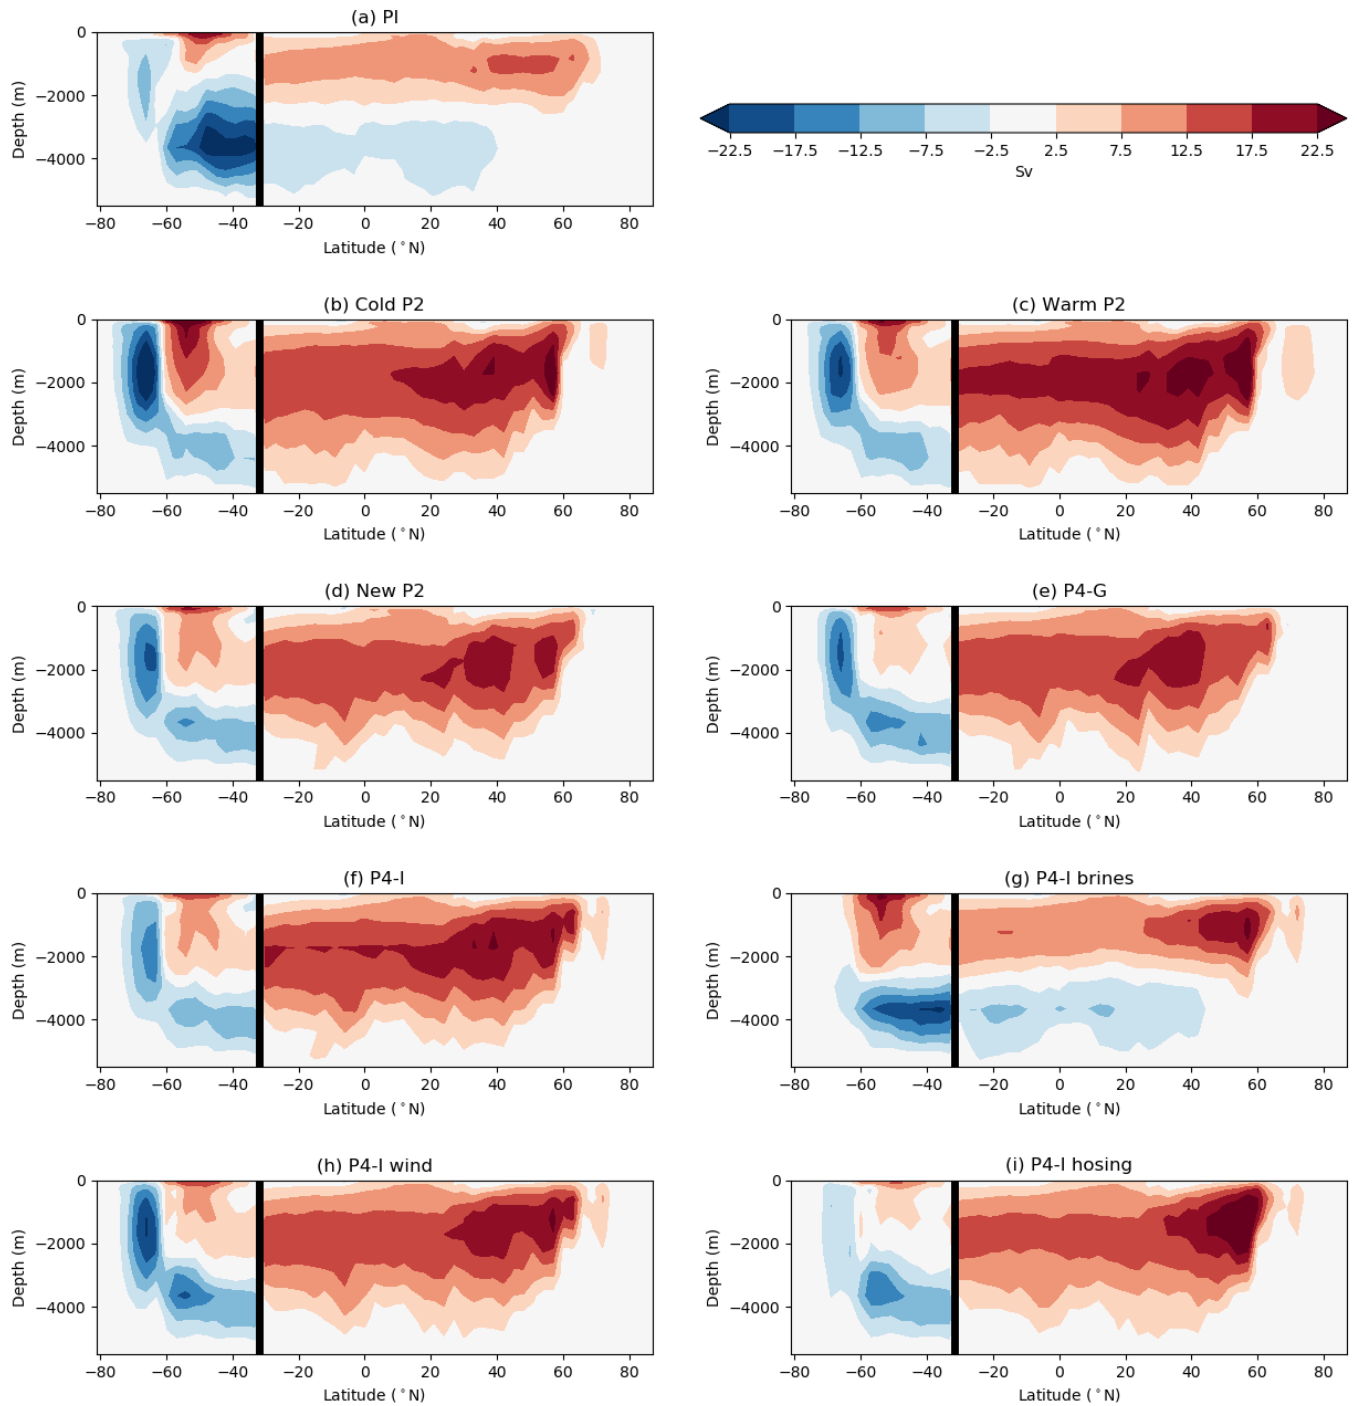 (a) PI
0
−2000
−4000
Depth (m)
−80 −60 −40 −20 0 20 40 60 80
Latitude (°N)
−22.5 −17.5 −12.5 −7.5 −2.5 2.5 7.5 12.5 17.5 22.5
Sv
(b) Cold P2
0
−2000
−4000
Depth (m)
−80 −60 −40 −20 0 20 40 60 80
Latitude (°N)
(c) Warm P2
0
−2000
−4000
Depth (m)
−80 −60 −40 −20 0 20 40 60 80
Latitude (°N)
(d) New P2
0
−2000
−4000
Depth (m)
−80 −60 −40 −20 0 20 40 60 80
Latitude (°N)
(e) P4-G
0
−2000
−4000
Depth (m)
−80 −60 −40 −20 0 20 40 60 80
Latitude (°N)
(f) P4-I
0
−2000
−4000
Depth (m)
−80 −60 −40 −20 0 20 40 60 80
Latitude (°N)
(g) P4-I brines
0
−2000
−4000
Depth (m)
−80 −60 −40 −20 0 20 40 60 80
Latitude (°N)
(h) P4-I wind
0
−2000
−4000
Depth (m)
−80 −60 −40 −20 0 20 40 60 80
Latitude (°N)
(i) P4-I hosing
0
−2000
−4000
Depth (m)
−80 −60 −40 −20 0 20 40 60 80
Latitude (°N)